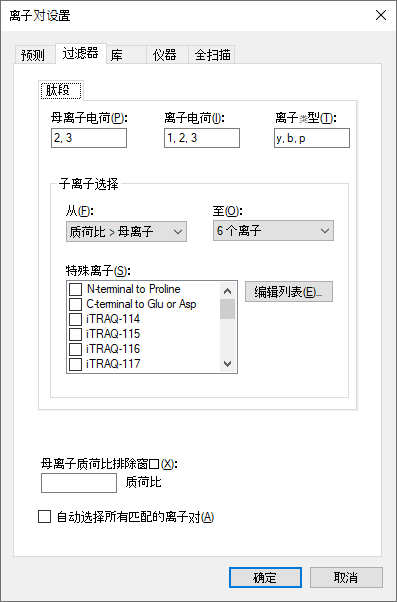 离子对设置
预测 过滤器 库 仪器 全扫描
肽段
母离子电荷(P): 离子电荷(I): 离子类型(T):
2, 3 1, 2, 3 y, b, p
子离子选择
从(F): 至(O):
质荷比 > 母离子 6 个离子
特殊离子(S):
N-terminal to Proline 编辑列表(E)...
C-terminal to Glu or Asp
iTRAQ-114
iTRAQ-115
iTRAQ-116
iTRAQ-117
母离子质荷比排除窗口(X):
质荷比
自动选择所有匹配的离子对(A)
确定 取消